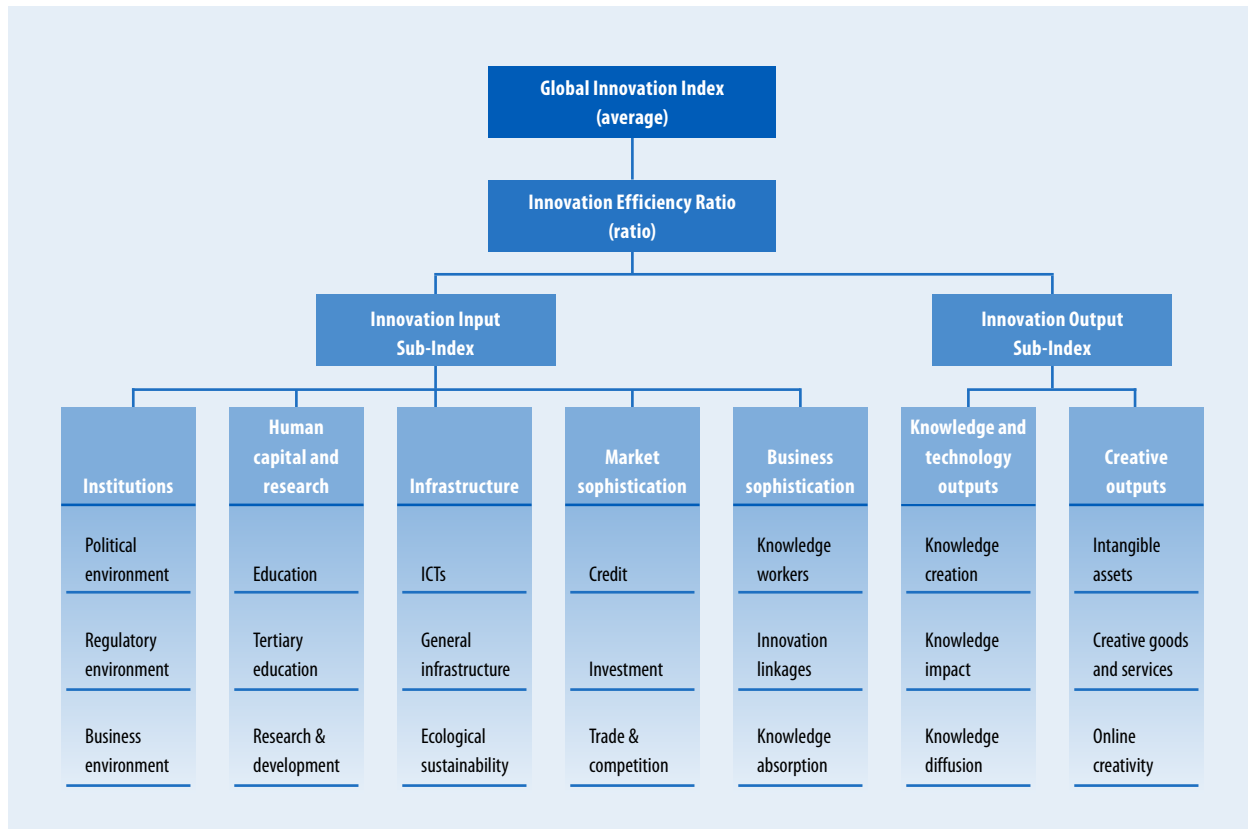 Global Innovation Index
(average)
Innovation Efficiency Ratio
(ratio)
Innovation Input
Sub-Index
Innovation Output
Sub-Index
Institutions
Human
capital and
research
Infrastructure
Market
sophistication
Business
sophistication
Knowledge and
technology
outputs
Creative
outputs
Political
environment
Education
ICTs
Credit
Knowledge
workers
Knowledge
creation
Intangible
assets
Regulatory
environment
Tertiary
education
General
infrastructure
Investment
Innovation
linkages
Knowledge
impact
Creative goods
and services
Business
environment
Research &
development
Ecological
sustainability
Trade &
competition
Knowledge
absorption
Knowledge
diffusion
Online
creativity